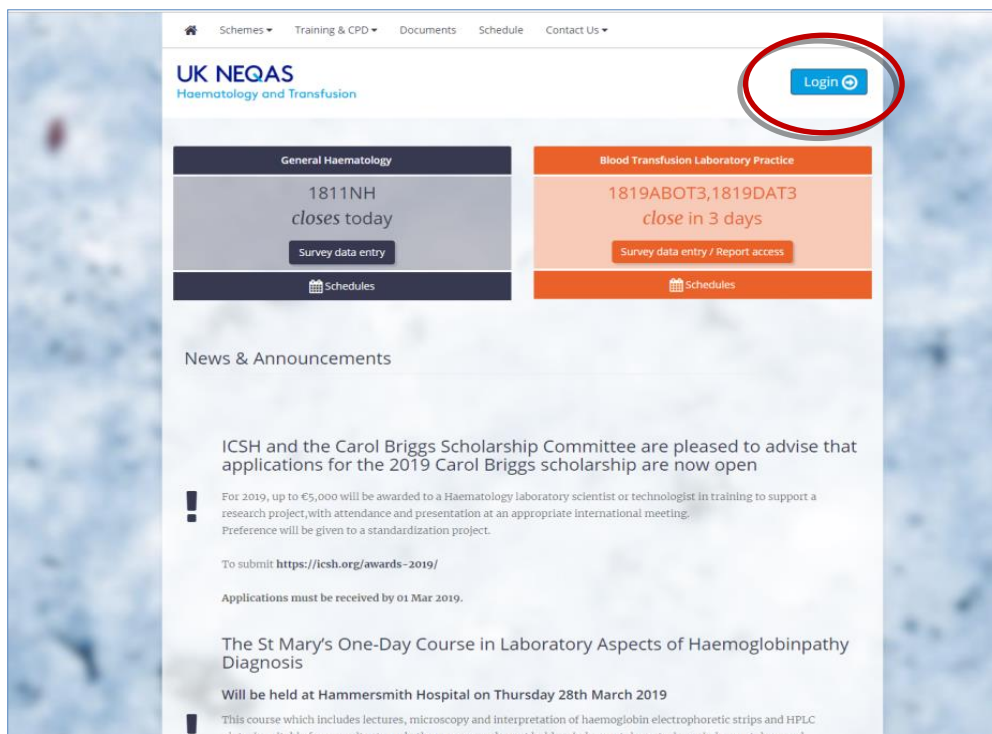 Schemes Training & CPD Documents Schedule Contact Us
UK NEQAS
Haematology and Transfusion
Login
General Haematology
1811NH
closes today
Survey data entry
Schedules
Blood Transfusion Laboratory Practice
1819ABOT3,1819DAT3
close in 3 days
Survey data entry / Report access
Schedules
News & Announcements
ICSH and the Carol Briggs Scholarship Committee are pleased to advise that
applications for the 2019 Carol Briggs scholarship are now open
For 2019, up to €5,000 will be awarded to a Haematology laboratory scientist or technologist in training to support a
research project,with attendance and presentation at an appropriate international meeting.
Preference will be given to a standardization project.
To submit https://icsh.org/awards-2019/
Applications must be received by 01 Mar 2019.
The St Mary's One-Day Course in Laboratory Aspects of Haemoglobinpathy
Diagnosis
Will be held at Hammersmith Hospital on Thursday 28th March 2019
This course which includes lectures, microscopy and interpretation of haemoglobin electrophoretic strips and HPLC